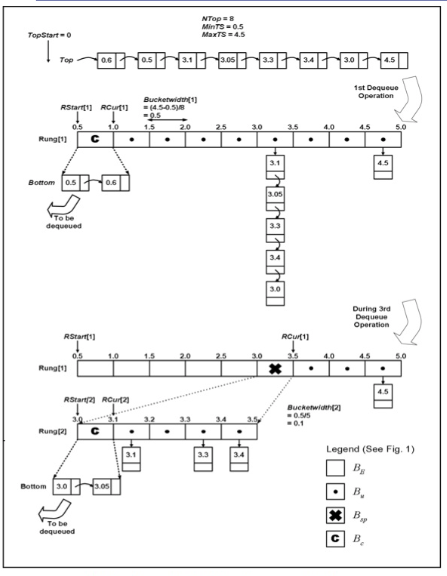 NTop = 8
MinTS = 0.5
MaxTS = 4.5
TopStart = 0
Top 0.6 0.5 3.1 3.05 3.3 3.4 3.0 4.5
1st Dequeue
Operation
RStart[1] RCur[1] Bucketwidth[1]
= (4.5-0.5)/8
= 0.5
0.5 1.0 1.5 2.0 2.5 3.0 3.5 4.0 4.5 5.0
Rung[1] C
3.1 4.5
Bottom 0.5 0.6
3.05
To be
dequeued
3.3
3.4
3.0
During 3rd
Dequeue
Operation
RStart[1] RCur[1]
0.5 1.0 1.5 2.0 2.5 3.0 3.5 4.0 4.5 5.0
Rung[1]
4.5
RStart[2] RCur[2]
Bucketwidth[2]
= 0.5/5
= 0.1
3.0 3.1 3.2 3.3 3.4 3.5
Rung[2] C
3.1 3.3 3.4
Legend (See Fig. 1)
Bottom 3.0 3.05
To be
dequeued
B
B
B
C B